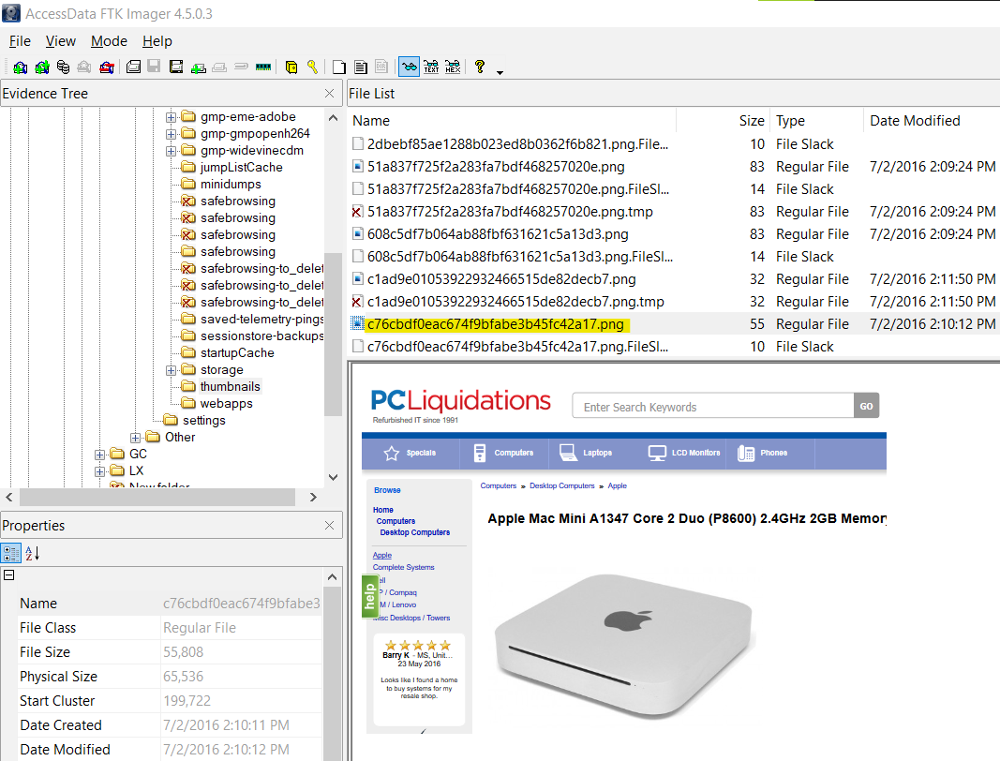 AccessData FTK Imager 4.5.0.3
File View Mode Help
TEXT HEX
Evidence Tree
gmp-eme-adobe
gmp-gmpopenh264
gmp-widevinecdm
jumpListCache
minidumps
safebrowsing
safebrowsing
safebrowsing
safebrowsing
safebrowsing-to_delet
safebrowsing-to_delet
safebrowsing-to_delet
saved-telemetry-pings
sessionstore-backups
startupCache
storage
thumbnails
webapps
settings
Other
GC
LX
New folder
Properties
Name c76cbdf0eac674f9bfabe3
File Class Regular File
File Size 55,808
Physical Size 65,536
Start Cluster 199,722
Date Created 7/2/2016 2:10:11 PM
Date Modified 7/2/2016 2:10:12 PM
File List
Name Size Type Date Modified
2dbebf85ae1288b023ed8b0362f6b821.png.File... 10 File Slack
51a837f725f2a283fa7bdf468257020e.png 83 Regular File 7/2/2016 2:09:24 PM
51a837f725f2a283fa7bdf468257020e.png.FileSl... 14 File Slack
51a837f725f2a283fa7bdf468257020e.png.tmp 83 Regular File 7/2/2016 2:09:24 PM
608c5df7b064ab88fbf631621c5a13d3.png 83 Regular File 7/2/2016 2:09:24 PM
608c5df7b064ab88fbf631621c5a13d3.png.FileSl... 14 File Slack
c1ad9e01053922932466515de82decb7.png 32 Regular File 7/2/2016 2:11:50 PM
c1ad9e01053922932466515de82decb7.png.tmp 32 Regular File 7/2/2016 2:11:50 PM
c76cbdf0eac674f9bfabe3b45fc42a17.png 55 Regular File 7/2/2016 2:10:12 PM
c76cbdf0eac674f9bfabe3b45fc42a17.png.FileSl... 10 File Slack
PCLiquidations
Refurbished IT since 1991
Enter Search Keywords GO
Specials Computers Laptops LCD Monitors Phones
Browse
Home
Computers
Desktop Computers
Apple
Complete Systems
ell
P / Compaq
M / Lenovo
Misc Desktops / Towers
help
Barry K - MS, Unit...
23 May 2016
Looks like I found a home
to buy systems for my
resale shop.
Computers » Desktop Computers » Apple
Apple Mac Mini A1347 Core 2 Duo (P8600) 2.4GHz 2GB Memory